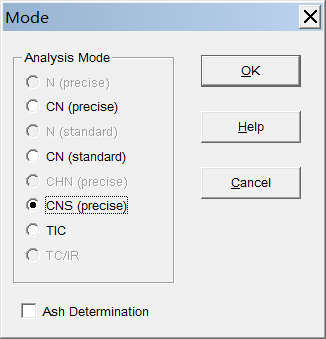 Mode
Analysis Mode
N (precise)
CN (precise)
N (standard)
CN (standard)
CHN (precise)
CNS (precise)
TIC
TC/IR
Ash Determination
OK
Help
Cancel